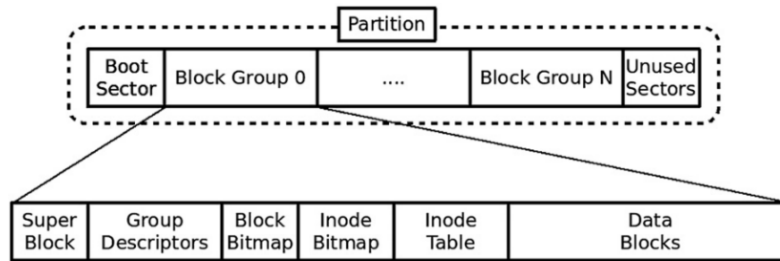 Partition
Boot Sector
Block Group 0
....
Block Group N
Unused Sectors
Super Block
Group Descriptors
Block Bitmap
Inode Bitmap
Inode Table
Data Blocks